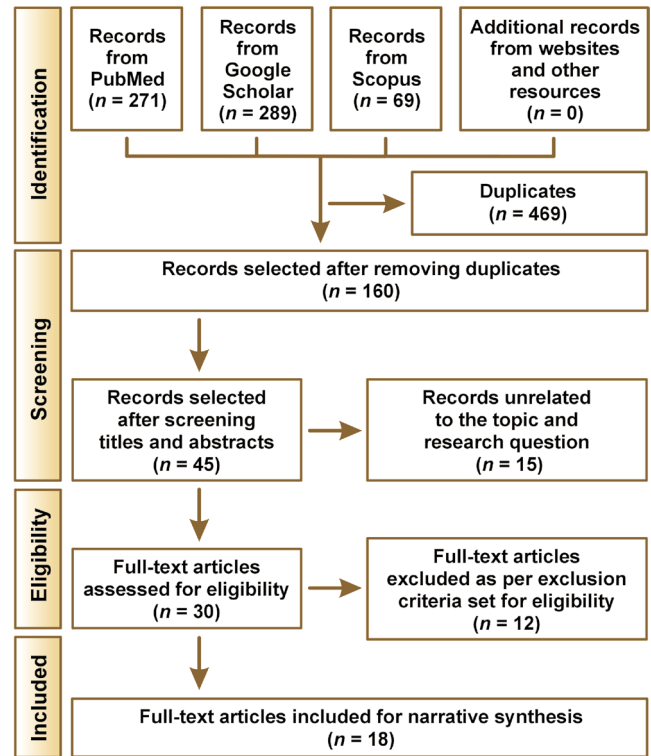 Identification
Records
from
PubMed
(n = 271)
Records
from
Google
Scholar
(n = 289)
Records
from
Scopus
(n = 69)
Additional records
from websites
and other
resources
(n = 0)
Duplicates
(n = 469)
Screening
Records selected after removing duplicates
(n = 160)
Records selected
after screening
titles and abstracts
(n = 45)
Records unrelated
to the topic and
research question
(n = 15)
Eligibility
Full-text articles
assessed for eligibility
(n = 30)
Full-text articles
excluded as per exclusion
criteria set for eligibility
(n = 12)
Included
Full-text articles included for narrative synthesis
(n = 18)